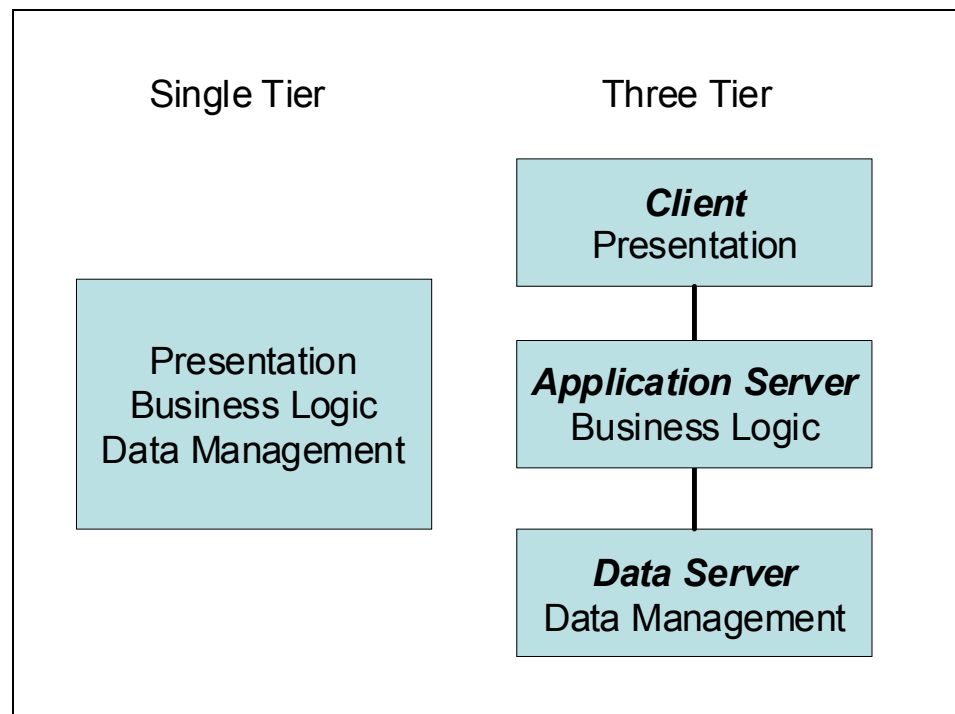 Single Tier
Three Tier
Presentation
Business Logic
Data Management
Client
Presentation
Application Server
Business Logic
Data Server
Data Management